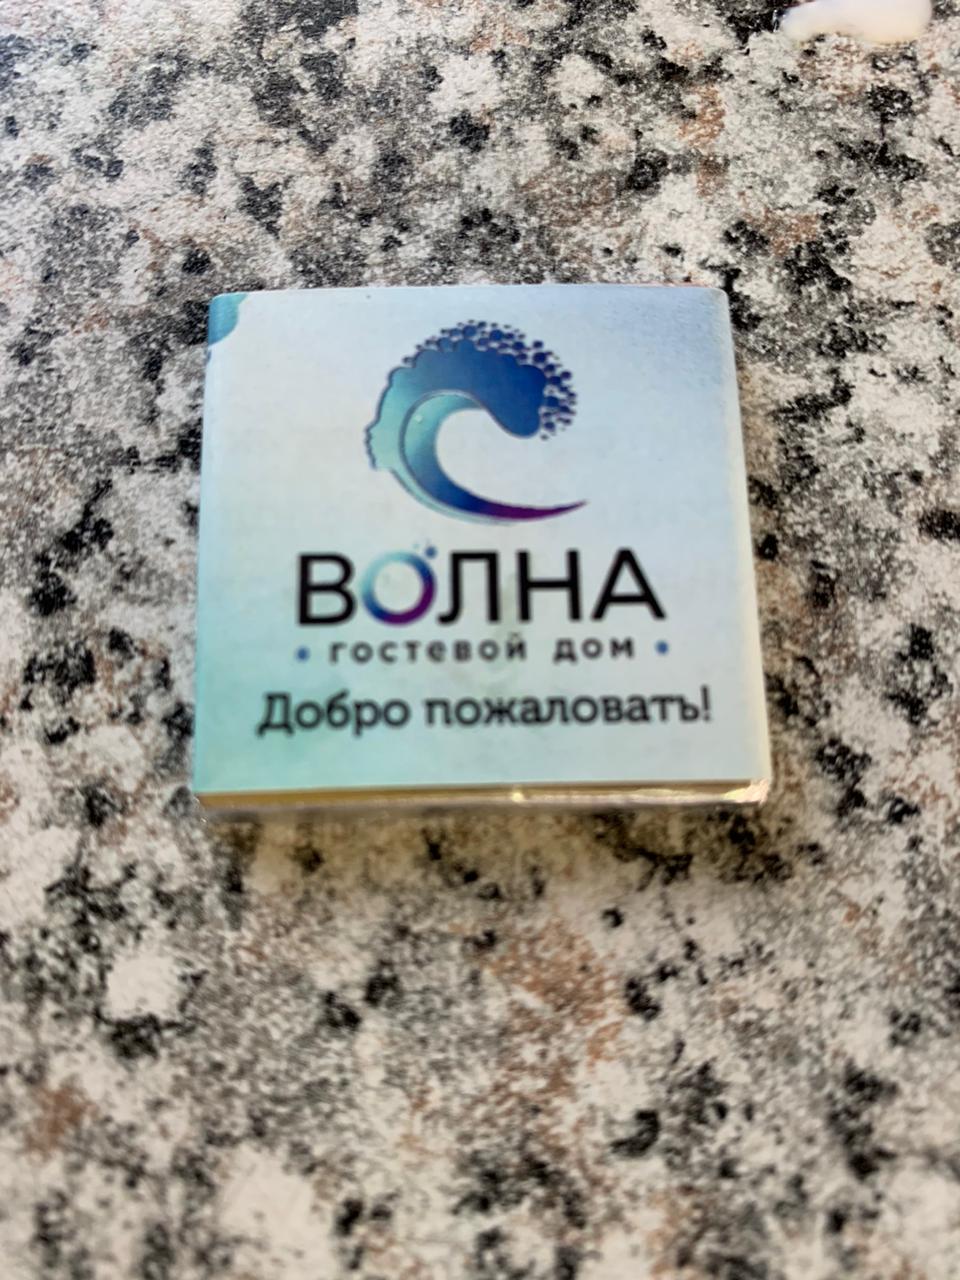 ВОЛНА
• гостевой дом •
Добро пожаловать!